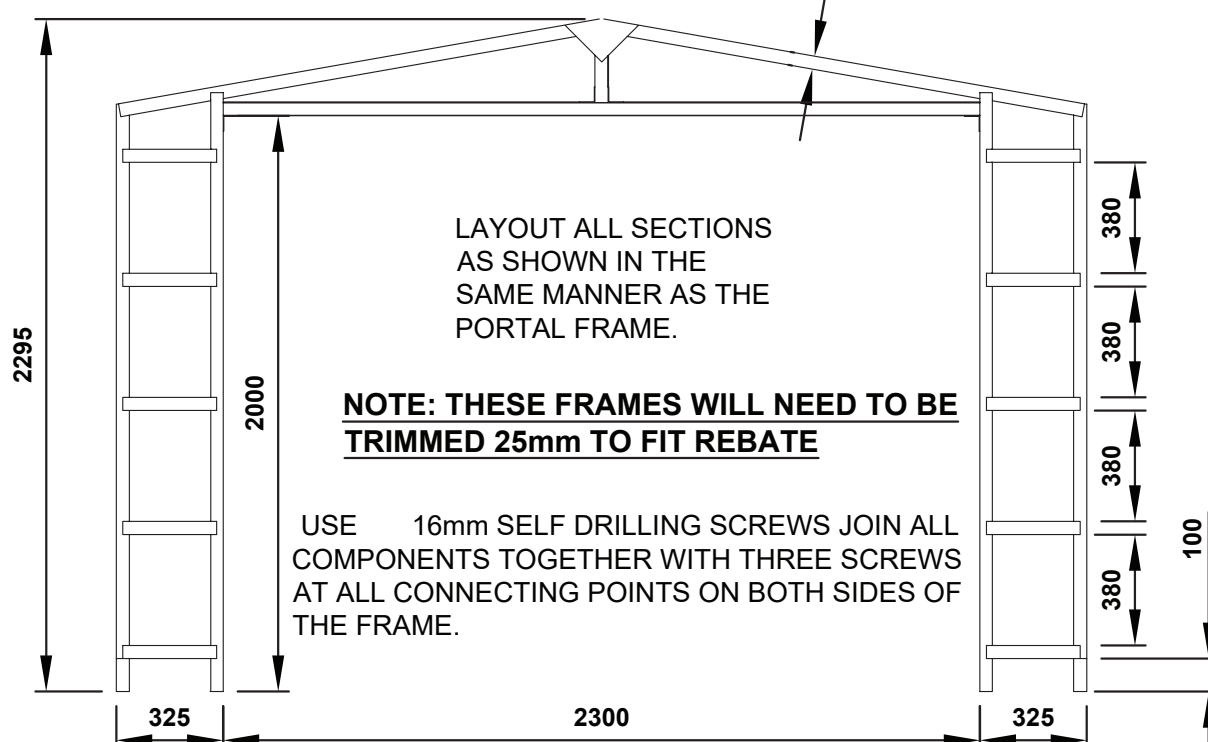 LAYOUT ALL SECTIONS
AS SHOWN IN THE
SAME MANNER AS THE
PORTAL FRAME.
NOTE: THESE FRAMES WILL NEED TO BE
TRIMMED 25mm TO FIT REBATE
USE 16mm SELF DRILLING SCREWS JOIN ALL
COMPONENTS TOGETHER WITH THREE SCREWS
AT ALL CONNECTING POINTS ON BOTH SIDES OF
THE FRAME.
2295
2000
380
380
380
380
100
325
2300
325